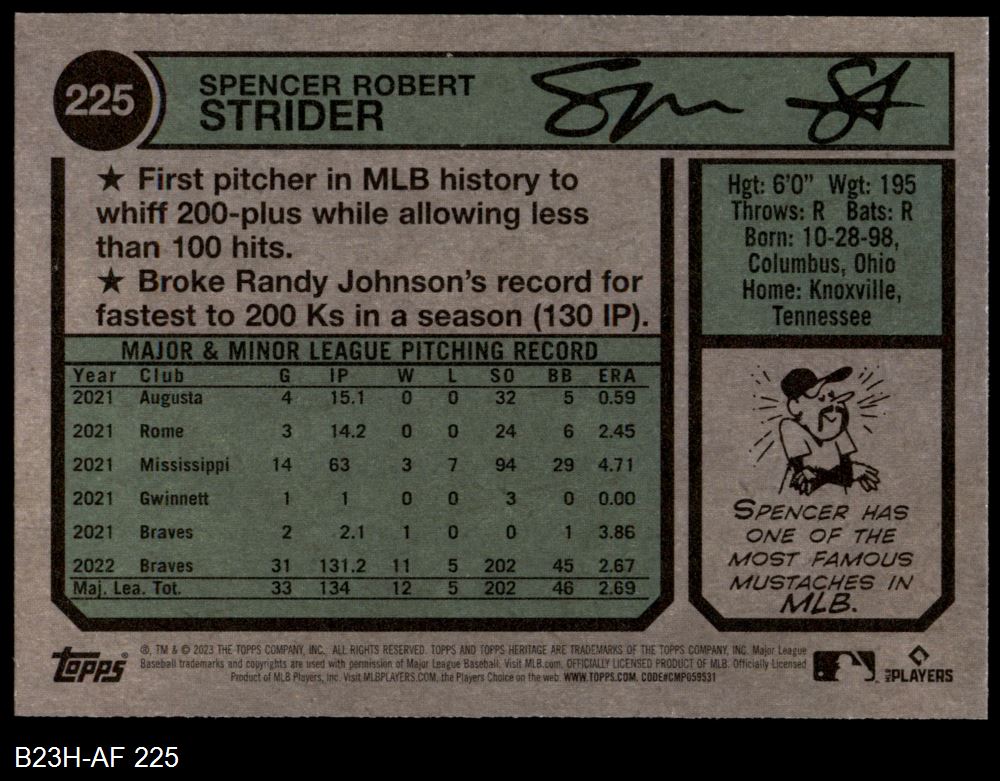 225
SPENCER ROBERT
STRIDER
★ First pitcher in MLB history to
whiff 200-plus while allowing less
than 100 hits.
★ Broke Randy Johnson's record for
fastest to 200 Ks in a season (130 IP).
Hgt: 6'0" Wgt: 195
Throws: R Bats: R
Born: 10-28-98,
Columbus, Ohio
Home: Knoxville,
Tennessee
MAJOR & MINOR LEAGUE PITCHING RECORD
Year Club G IP W L SO BB ERA
2021 Augusta 4 15.1 0 0 32 5 0.59
2021 Rome 3 14.2 0 0 24 6 2.45
2021 Mississippi 14 63 3 7 94 29 4.71
2021 Gwinnett 1 1 0 0 3 0 0.00
2021 Braves 2 2.1 1 0 0 1 3.86
2022 Braves 31 131.2 11 5 202 45 2.67
Maj. Lea. Tot. 33 134 12 5 202 46 2.69
SPENCER HAS
ONE OF THE
MOST FAMOUS
MUSTACHES IN
MLB.
Topps
®, TM & © 2023 THE TOPPS COMPANY, INC. ALL RIGHTS RESERVED. TOPPS AND TOPPS HERITAGE ARE TRADEMARKS OF THE TOPPS COMPANY, INC. Major League
Baseball trademarks and copyrights are used with permission of Major League Baseball. Visit MLB.com. OFFICIALLY LICENSED PRODUCT OF MLB. Officially Licensed
Product of MLB Players, Inc. Visit MLBPLAYERS.COM, the Players Choice on the web. WWW.TOPPS.COM. CODE#CMP059531
MLB PLAYERS
B23H-AF 225